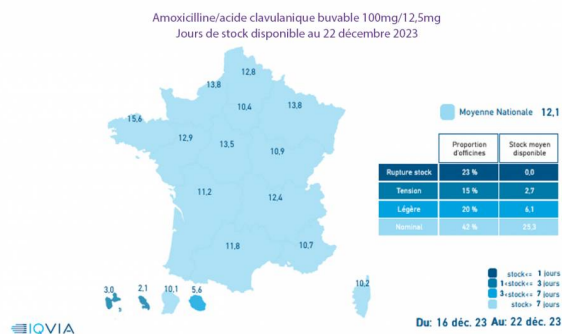 Amoxicilline/acide clavulanique buvable 100mg/12,5mg
Jours de stock disponible au 22 décembre 2023
12,8
13,8
10,4
13,8
15,6
12,9
13,5
10,9
11,2
12,4
11,8
10,7
10,2
3,0
2,1
10,1
5,6
Moyenne Nationale 12,1
Proportion d'officines Stock moyen disponible
Rupture stock 23 % 0,0
Tension 15 % 2,7
Légère 20 % 6,1
Nominal 42 % 25,3
stock<= 1 jours
1<stock<= 3 jours
3<stock<= 7 jours
stock> 7 jours
Du: 16 déc. 23 Au: 22 déc. 23
IQVIA